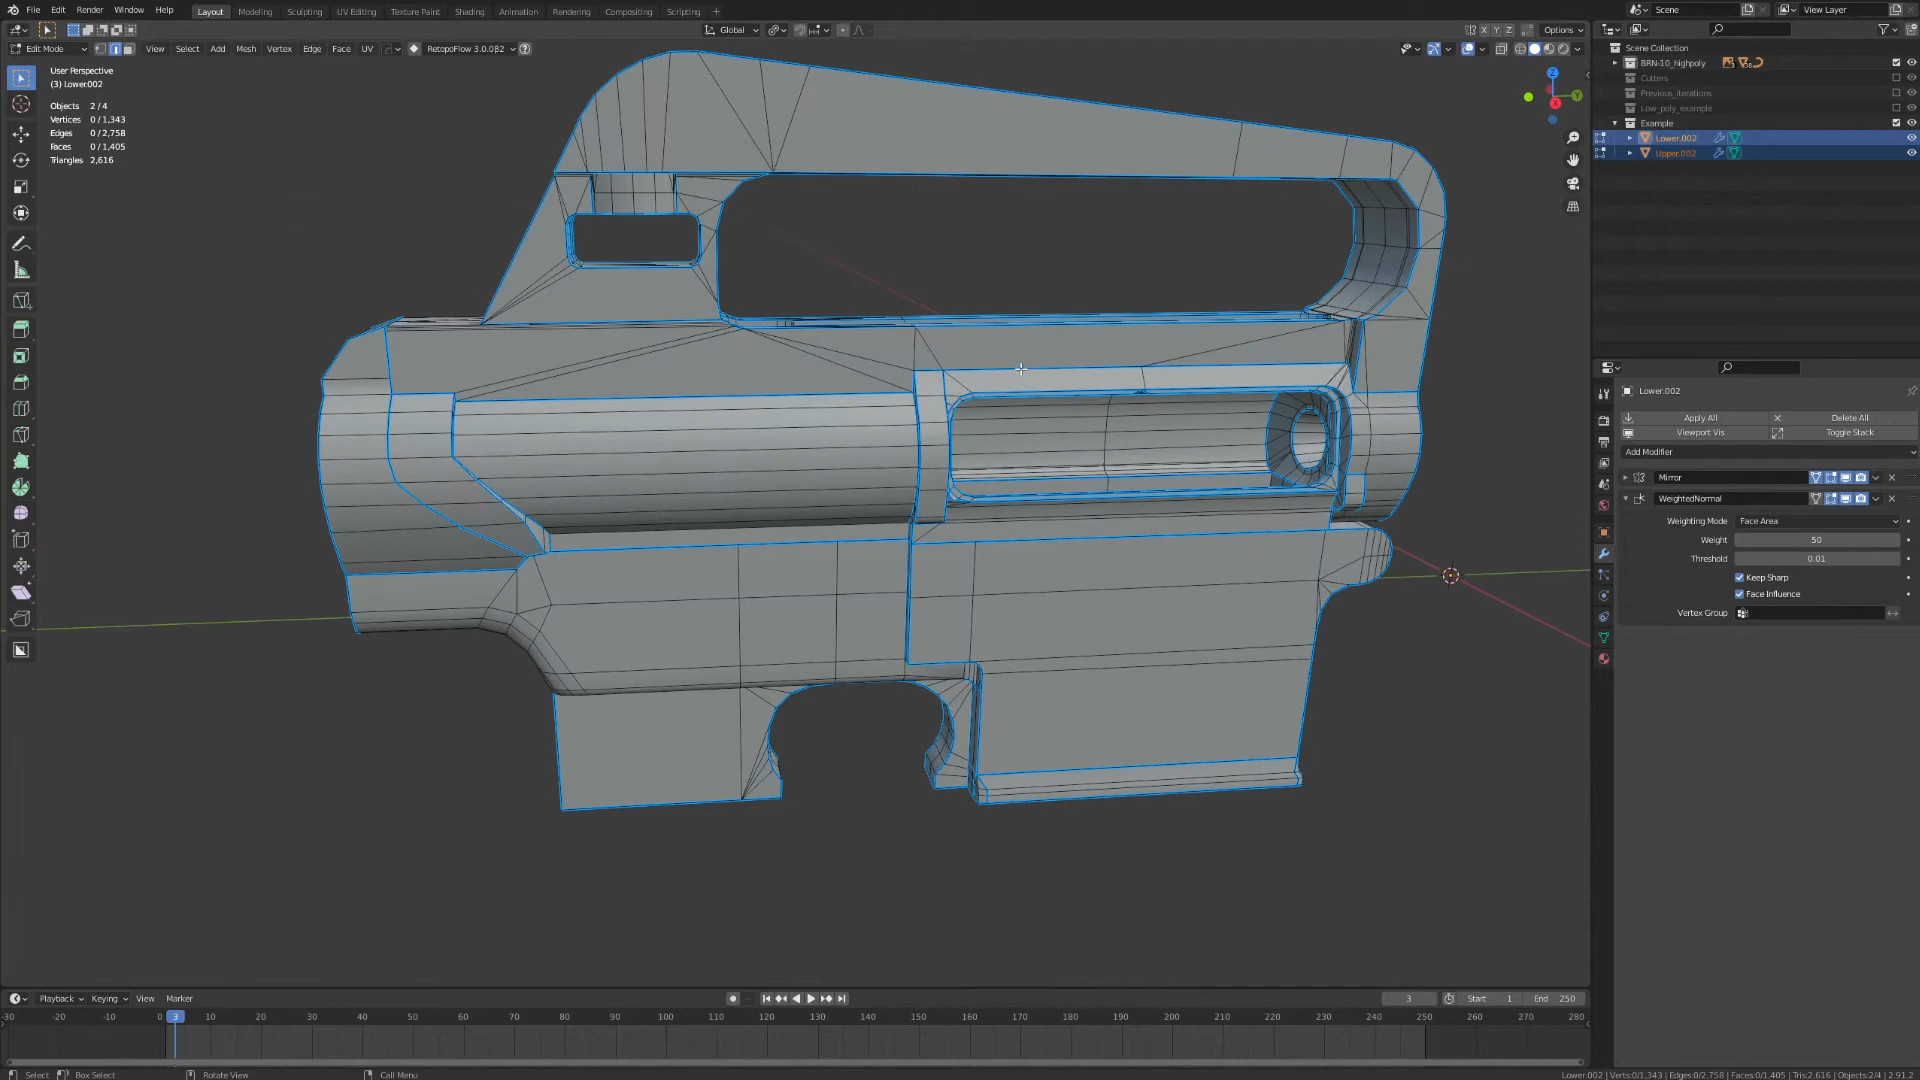 File Edit Render Window Help
Layout Modeling Sculpting UV Editing Texture Paint Shading Animation Rendering Compositing Scripting +
Scene View Layer
Global X Y Z Options
Edit Mode View Select Add Mesh Vertex Edge Face UV RetopoFlow 3.0.0β2
User Perspective
(3) Lower.002
Objects 2 / 4
Vertices 0 / 1,343
Edges 0 / 2,758
Faces 0 / 1,405
Triangles 2,616
Z
Y
X
Scene Collection
BRN-10_highpoly
Cutters
Previous_iterations
Low_poly_example
Example
Lower.002
Upper.002
Lower.002
Apply All Delete All
Viewport Vis Toggle Stack
Add Modifier
Mirror
WeightedNormal
Weighting Mode Face Area
Weight 50
Threshold 0.01
Keep Sharp
Face Influence
Vertex Group
Playback Keying View Marker 3 Start 1 End 250
-30 -20 -10 0 3 10 20 30 40 50 60 70 80 90 100 110 120 130 140 150 160 170 180 190 200 210 220 230 240 250 260 270 280
Select Box Select Rotate View Call Menu Lower.002 | Verts:0/1,343 | Edges:0/2,758 | Faces:0/1,405 | Tris:2,616 | Objects:2/4 | 2.91.2